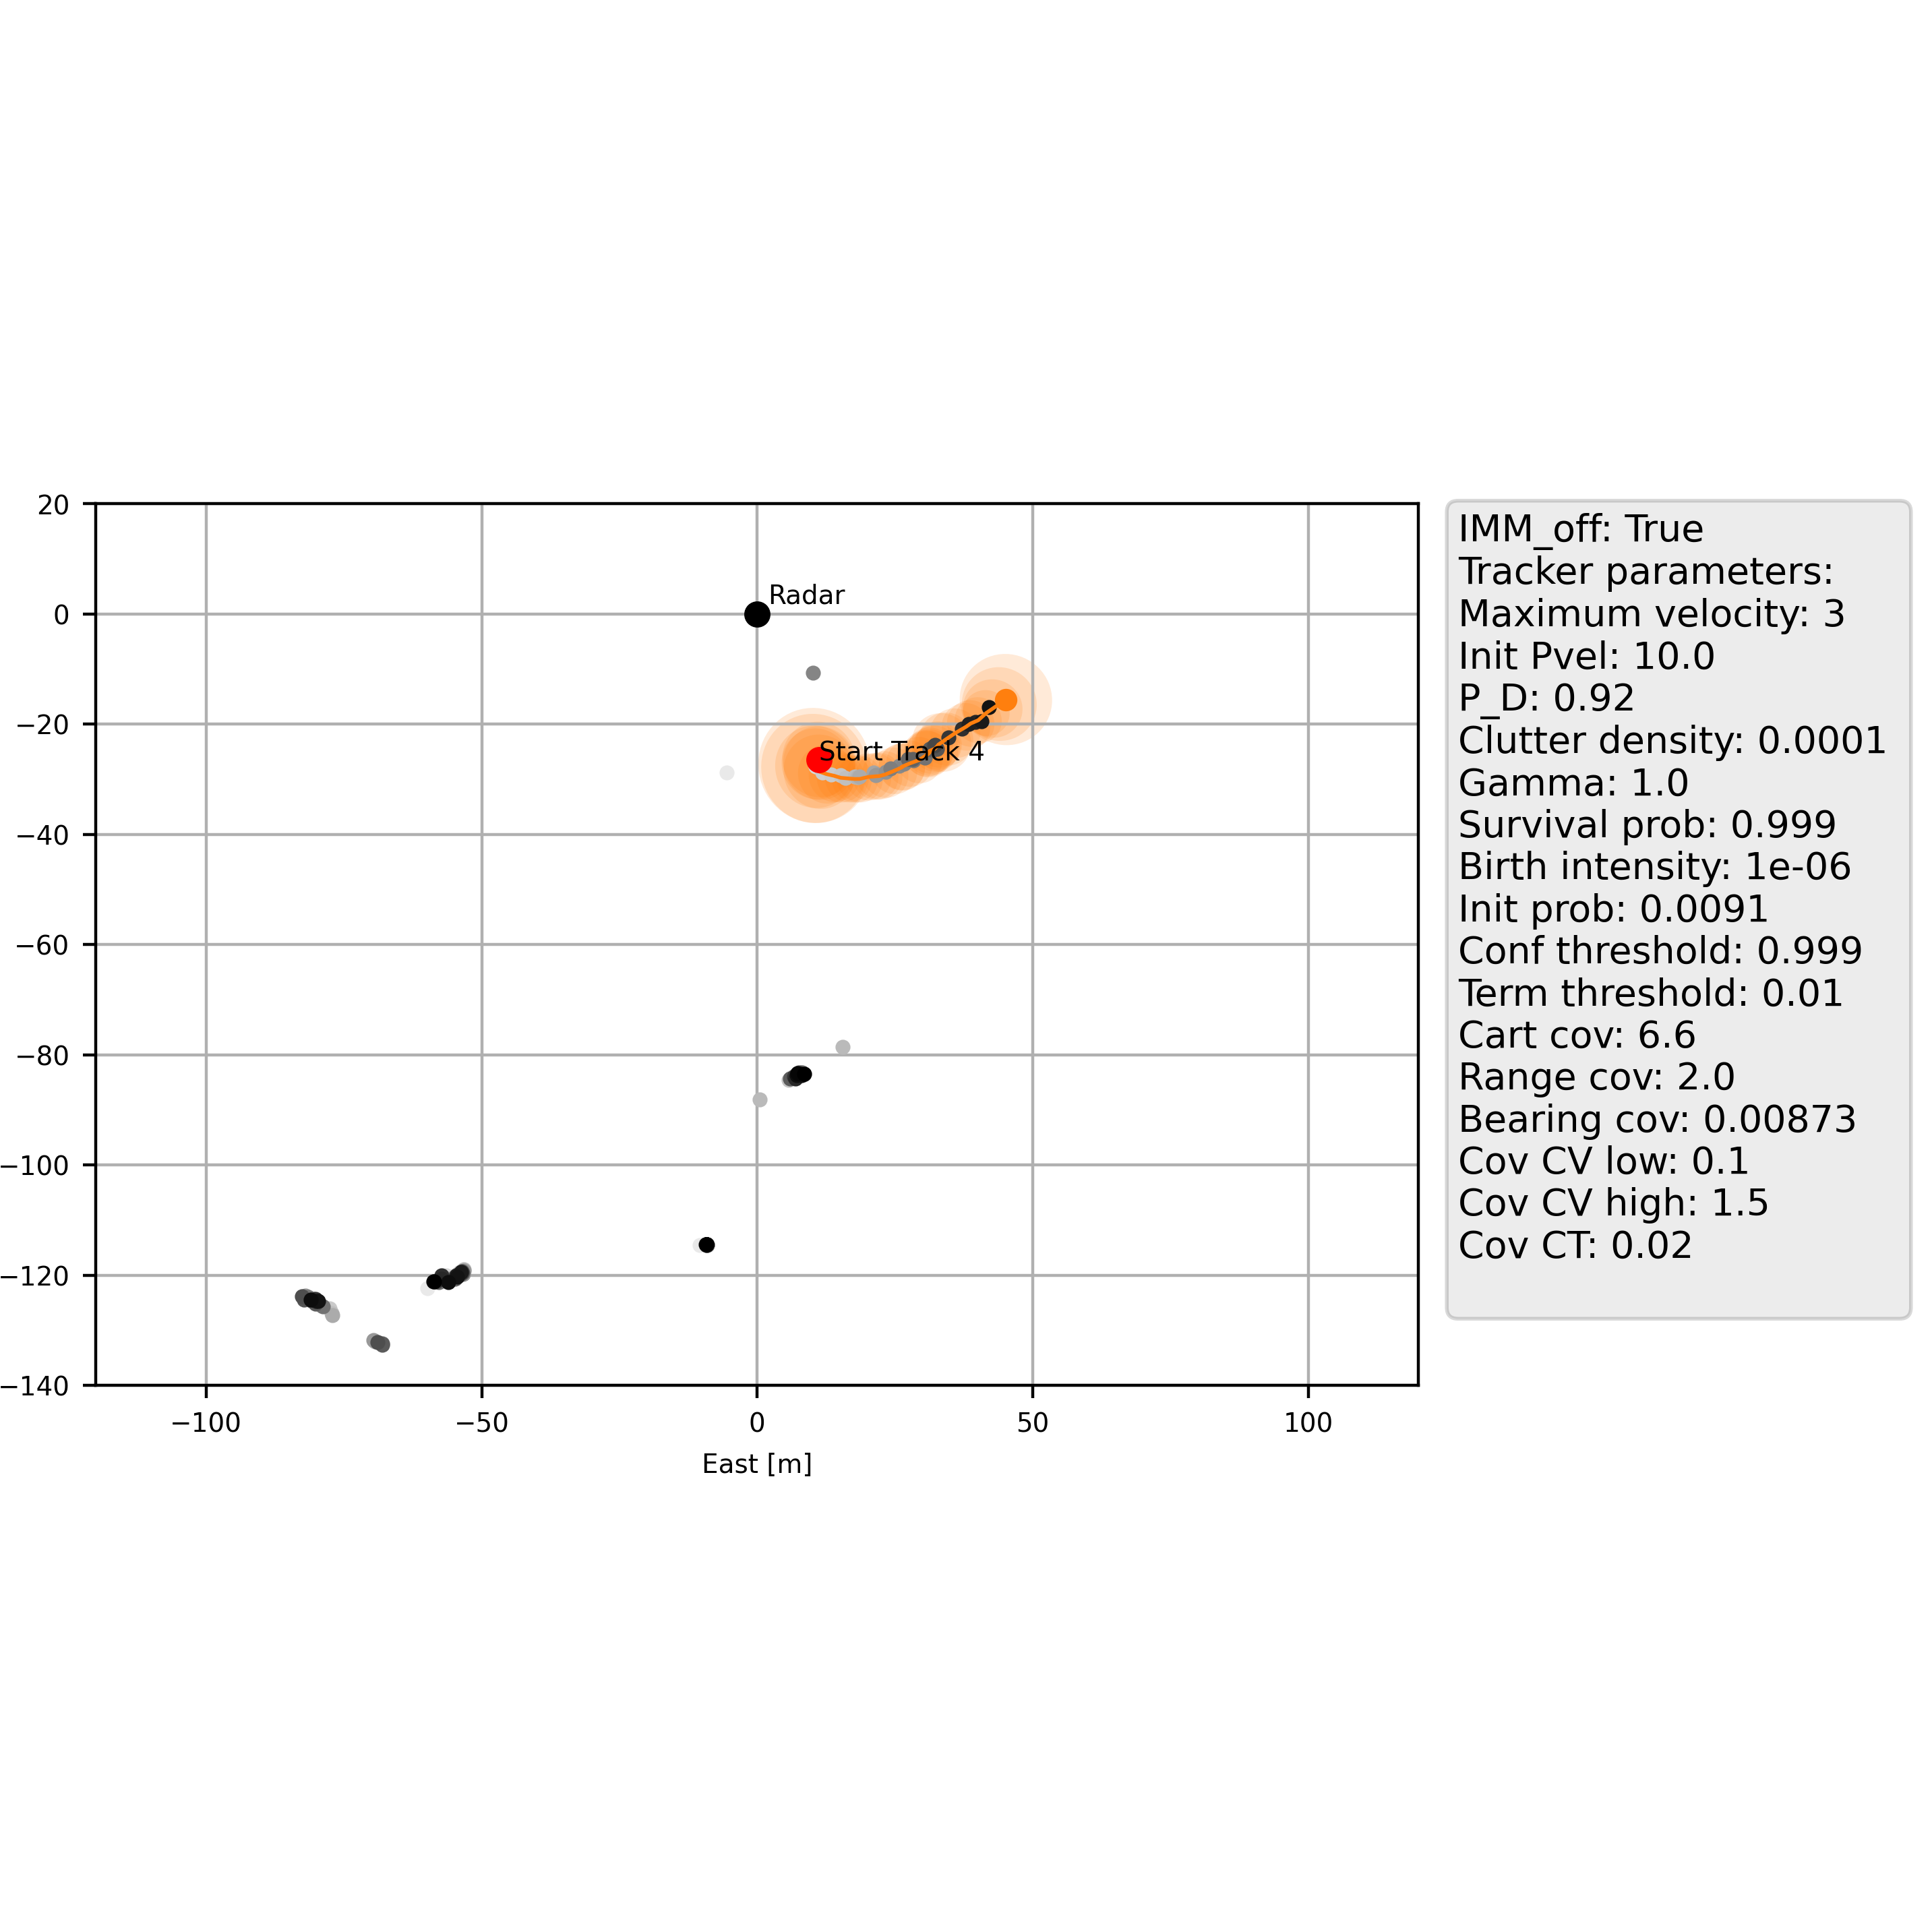 20
0
−20
−40
−60
−80
−100
−120
−140
−100
−50
0
50
100
East [m]
Radar
Start Track 4
IMM_off: True
Tracker parameters:
Maximum velocity: 3
Init Pvel: 10.0
P_D: 0.92
Clutter density: 0.0001
Gamma: 1.0
Survival prob: 0.999
Birth intensity: 1e-06
Init prob: 0.0091
Conf threshold: 0.999
Term threshold: 0.01
Cart cov: 6.6
Range cov: 2.0
Bearing cov: 0.00873
Cov CV low: 0.1
Cov CV high: 1.5
Cov CT: 0.02